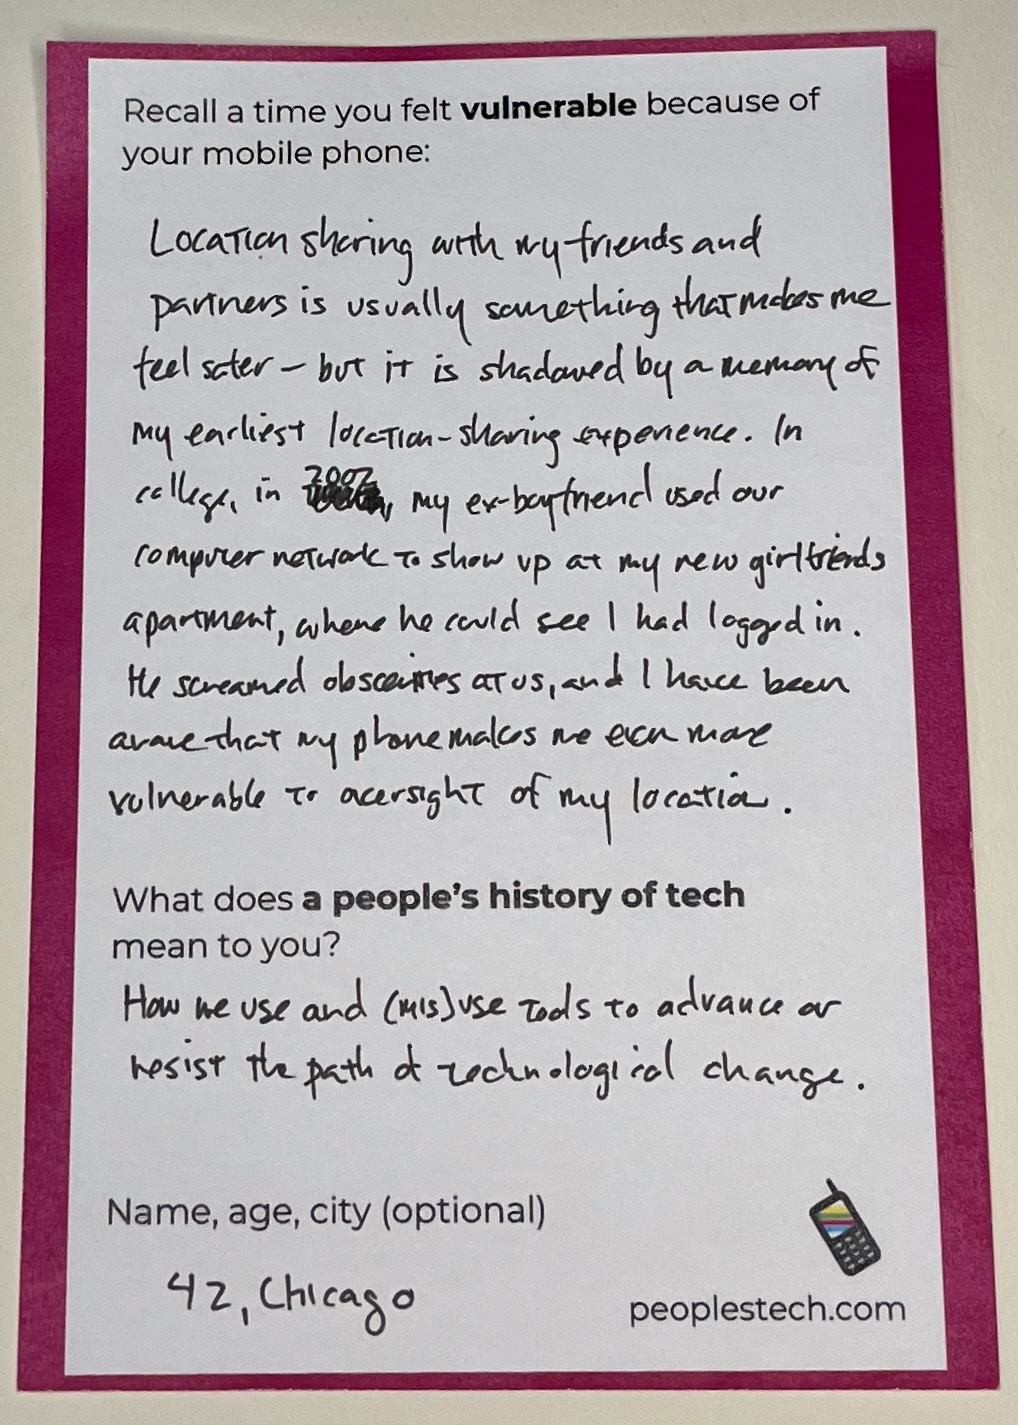 Recall a time you felt vulnerable because of
your mobile phone:
Location sharing with my friends and
partners is usually something that makes me
feel safer – but it is shadowed by a memory of
my earliest location-sharing experience. In
college, in 2002, my ex-boyfriend used our
computer network to show up at my new girlfriends
apartment, where he could see I had logged in.
He screamed obscenities at us, and I have been
aware that my phone makes me even more
vulnerable to oversight of my location.
What does a people's history of tech
mean to you?
How we use and (mis)use tools to advance or
resist the path of technological change.
Name, age, city (optional)
42, Chicago
peoplestech.com